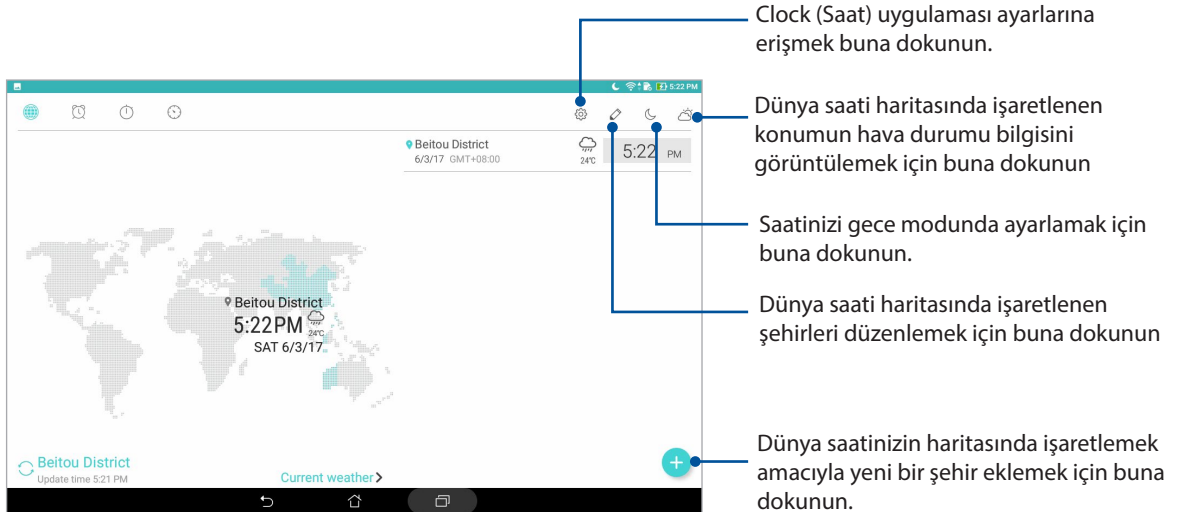 Clock (Saat) uygulaması ayarlarına
erişmek buna dokunun.
5:22 PM
Dünya saati haritasında işaretlenen
konumun hava durumu bilgisini
görüntülemek için buna dokunun
Beitou District
6/3/17 GMT+08:00
24°C
5:22 PM
Saatinizi gece modunda ayarlamak için
buna dokunun.
Beitou District
5:22PM
24°C
SAT 6/3/17
Dünya saati haritasında işaretlenen
şehirleri düzenlemek için buna dokunun
Dünya saatinizin haritasında işaretlemek
amacıyla yeni bir şehir eklemek için buna
dokunun.
Beitou District
Update time 5:21 PM
Current weather